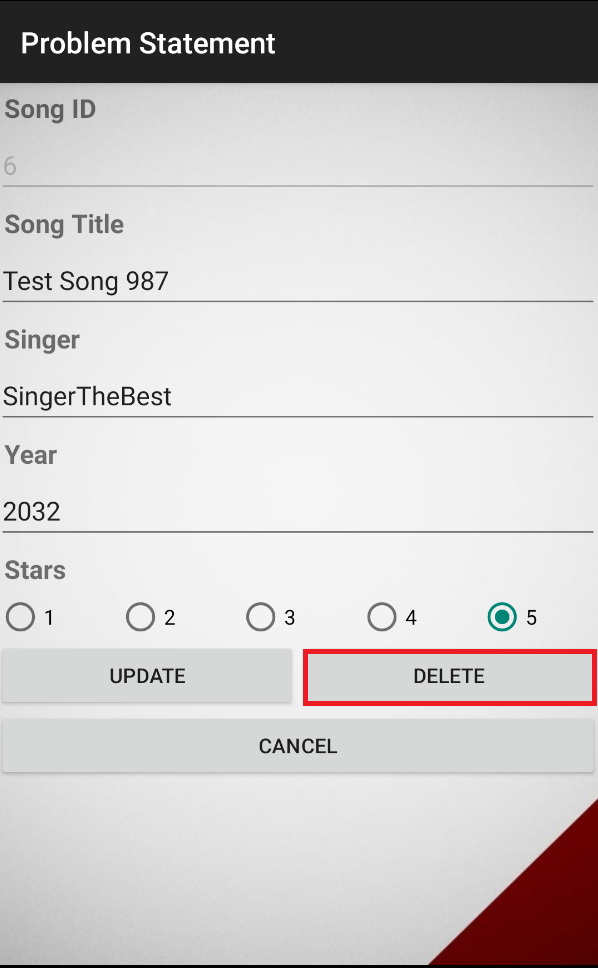 Problem Statement
Song ID
6
Song Title
Test Song 987
Singer
SingerTheBest
Year
2032
Stars
1 2 3 4 5
UPDATE DELETE
CANCEL